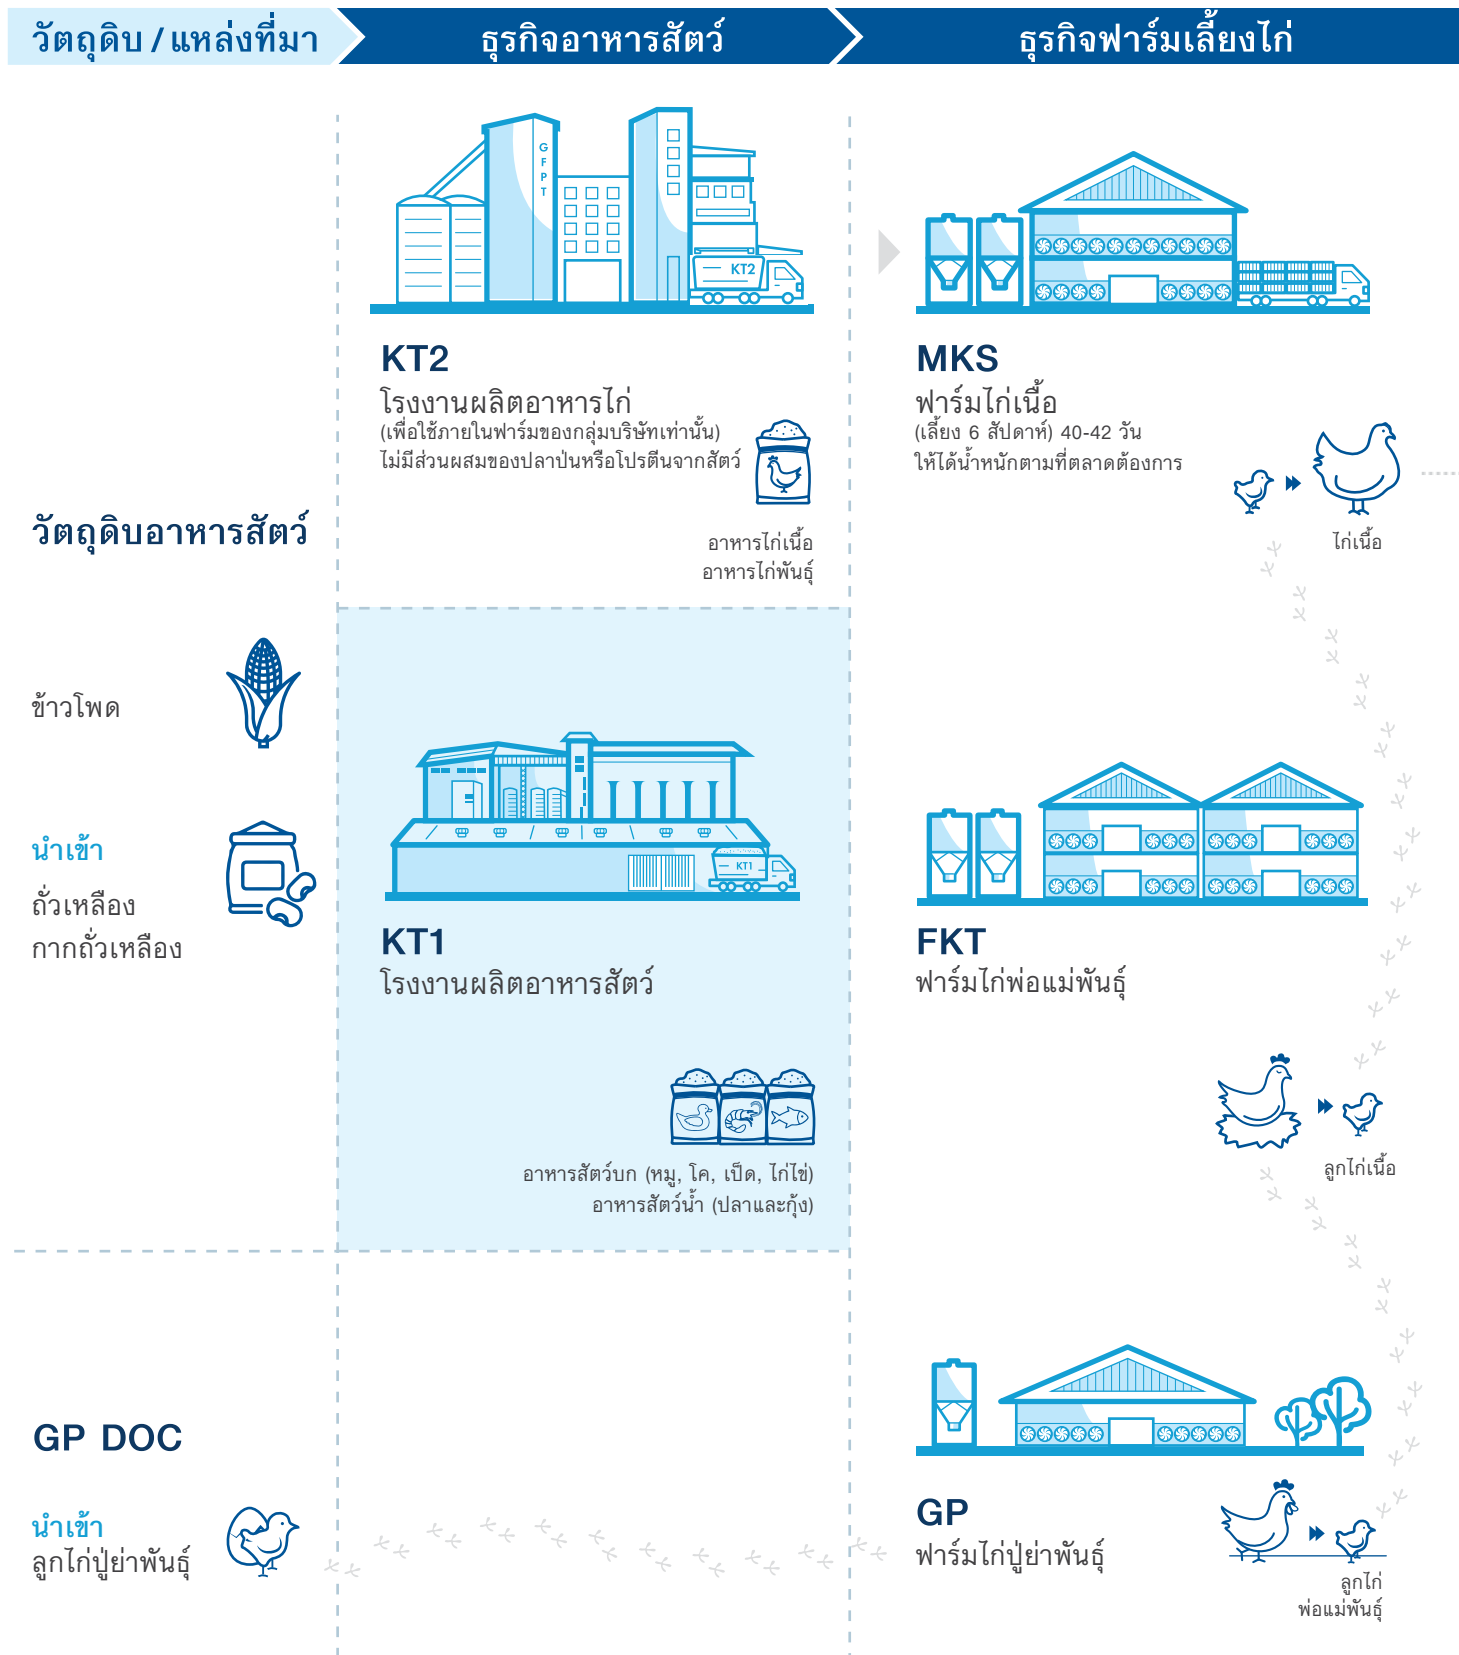 วัตถุดิบ / แหล่งที่มา
ธุรกิจอาหารสัตว์
ธุรกิจฟาร์มเลี้ยงไก่
GFPT
KT2
KT2
โรงงานผลิตอาหารไก่
(เพื่อใช้ภายในฟาร์มของกลุ่มบริษัทเท่านั้น)
ไม่มีส่วนผสมของปลาป่นหรือโปรตีนจากสัตว์
อาหารไก่เนื้อ
อาหารไก่พันธุ์
MKS
ฟาร์มไก่เนื้อ
(เลี้ยง 6 สัปดาห์) 40-42 วัน
ให้ได้น้ำหนักตามที่ตลาดต้องการ
ไก่เนื้อ
วัตถุดิบอาหารสัตว์
ข้าวโพด
นำเข้า
ถั่วเหลือง
กากถั่วเหลือง
KT1
KT1
โรงงานผลิตอาหารสัตว์
อาหารสัตว์บก (หมู, โค, เป็ด, ไก่ไข่)
อาหารสัตว์น้ำ (ปลาและกุ้ง)
FKT
ฟาร์มไก่พ่อแม่พันธุ์
ลูกไก่เนื้อ
GP DOC
นำเข้า
ลูกไก่ปู่ย่าพันธุ์
GP
ฟาร์มไก่ปู่ย่าพันธุ์
ลูกไก่
พ่อแม่พันธุ์